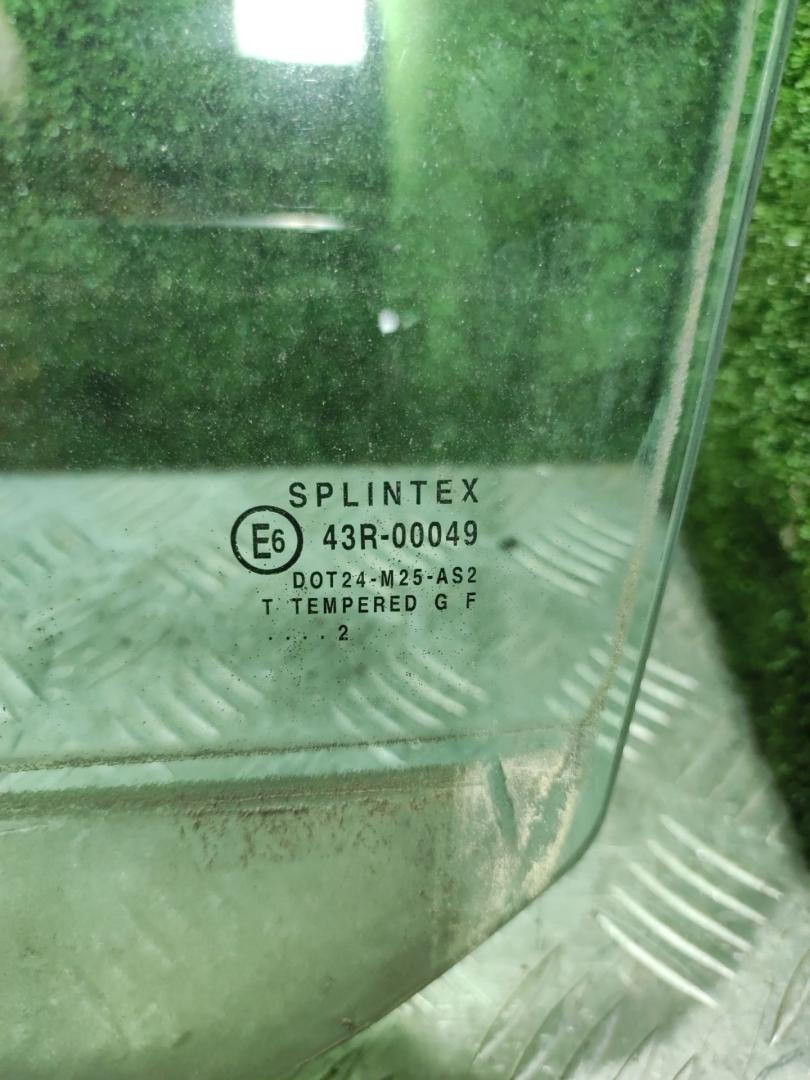 SPLINTEX
E6 43R-00049
DOT24-M25-AS2
T TEMPERED G F
....2